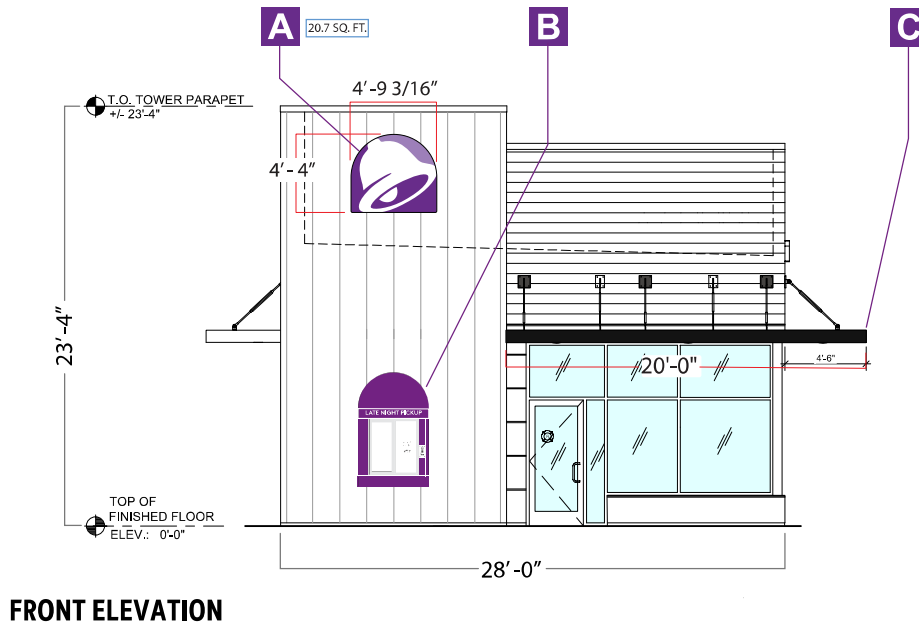 A
20.7 SQ. FT.
B
C
4'-9 3/16"
T.O. TOWER PARAPET
+/- 23'-4"
4'- 4"
23'-4"
20'-0"
4'-6"
LATE NIGHT PICKUP
TOP OF
FINISHED FLOOR
ELEV.: 0'-0"
28'-0"
FRONT ELEVATION